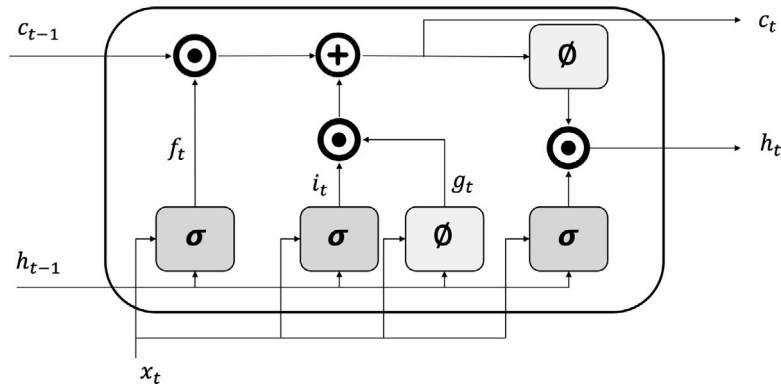 c_{t-1}
c_t
+
∅
f_t
i_t
g_t
h_t
σ
σ
∅
σ
h_{t-1}
x_t